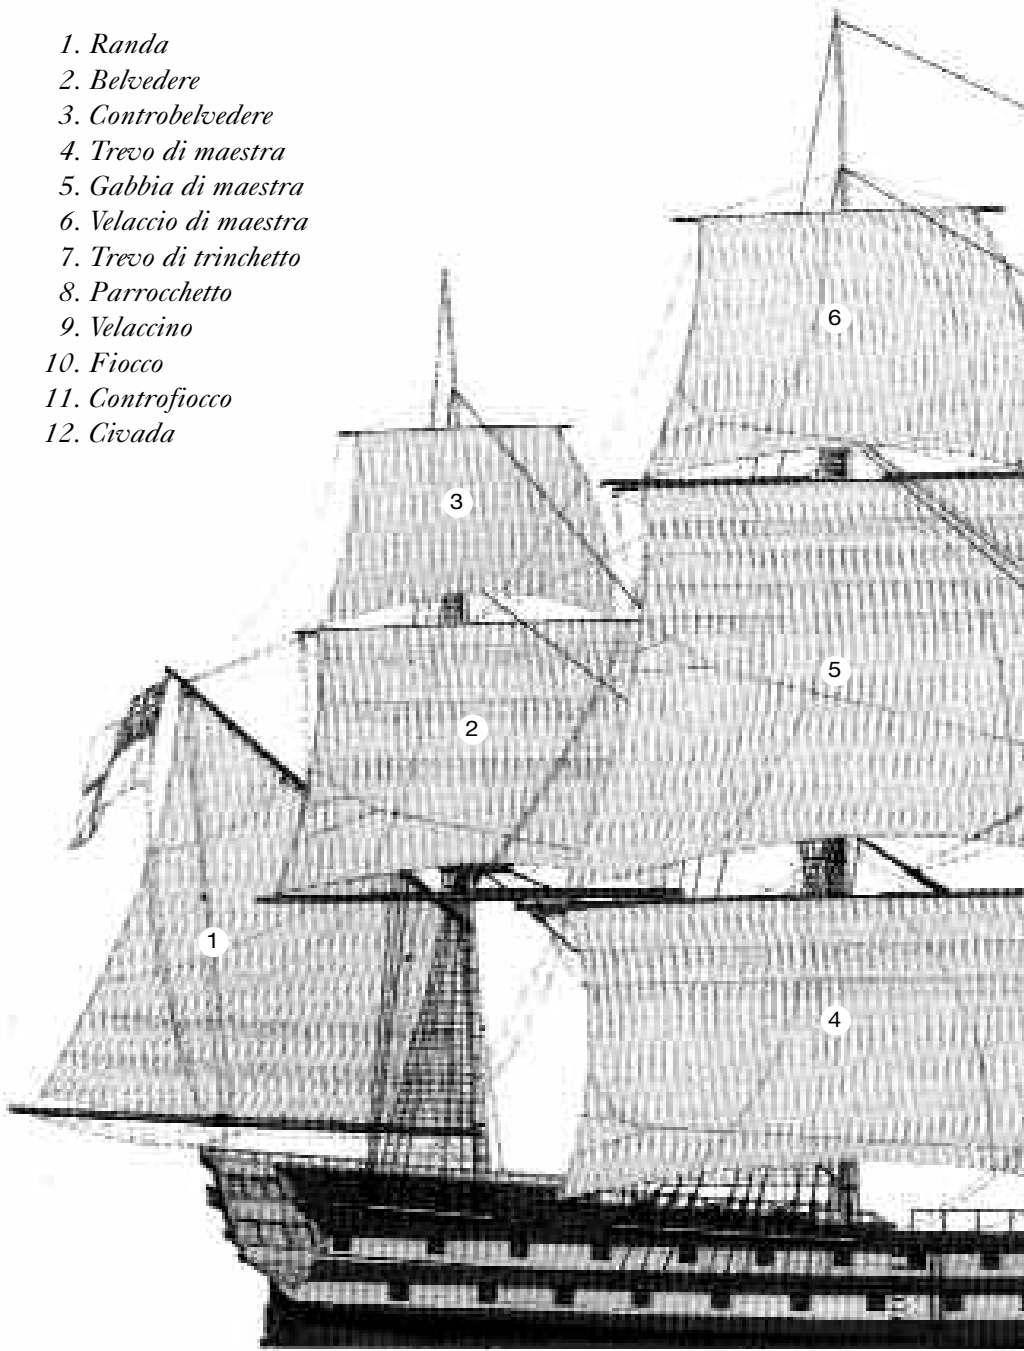 1. Randa
2. Belvedere
3. Controbelvedere
4. Trevo di maestra
5. Gabbia di maestra
6. Velaccio di maestra
7. Trevo di trinchetto
8. Parrocchetto
9. Velaccino
10. Fiocco
11. Controfiocco
12. Civada
6
3
5
2
1
4